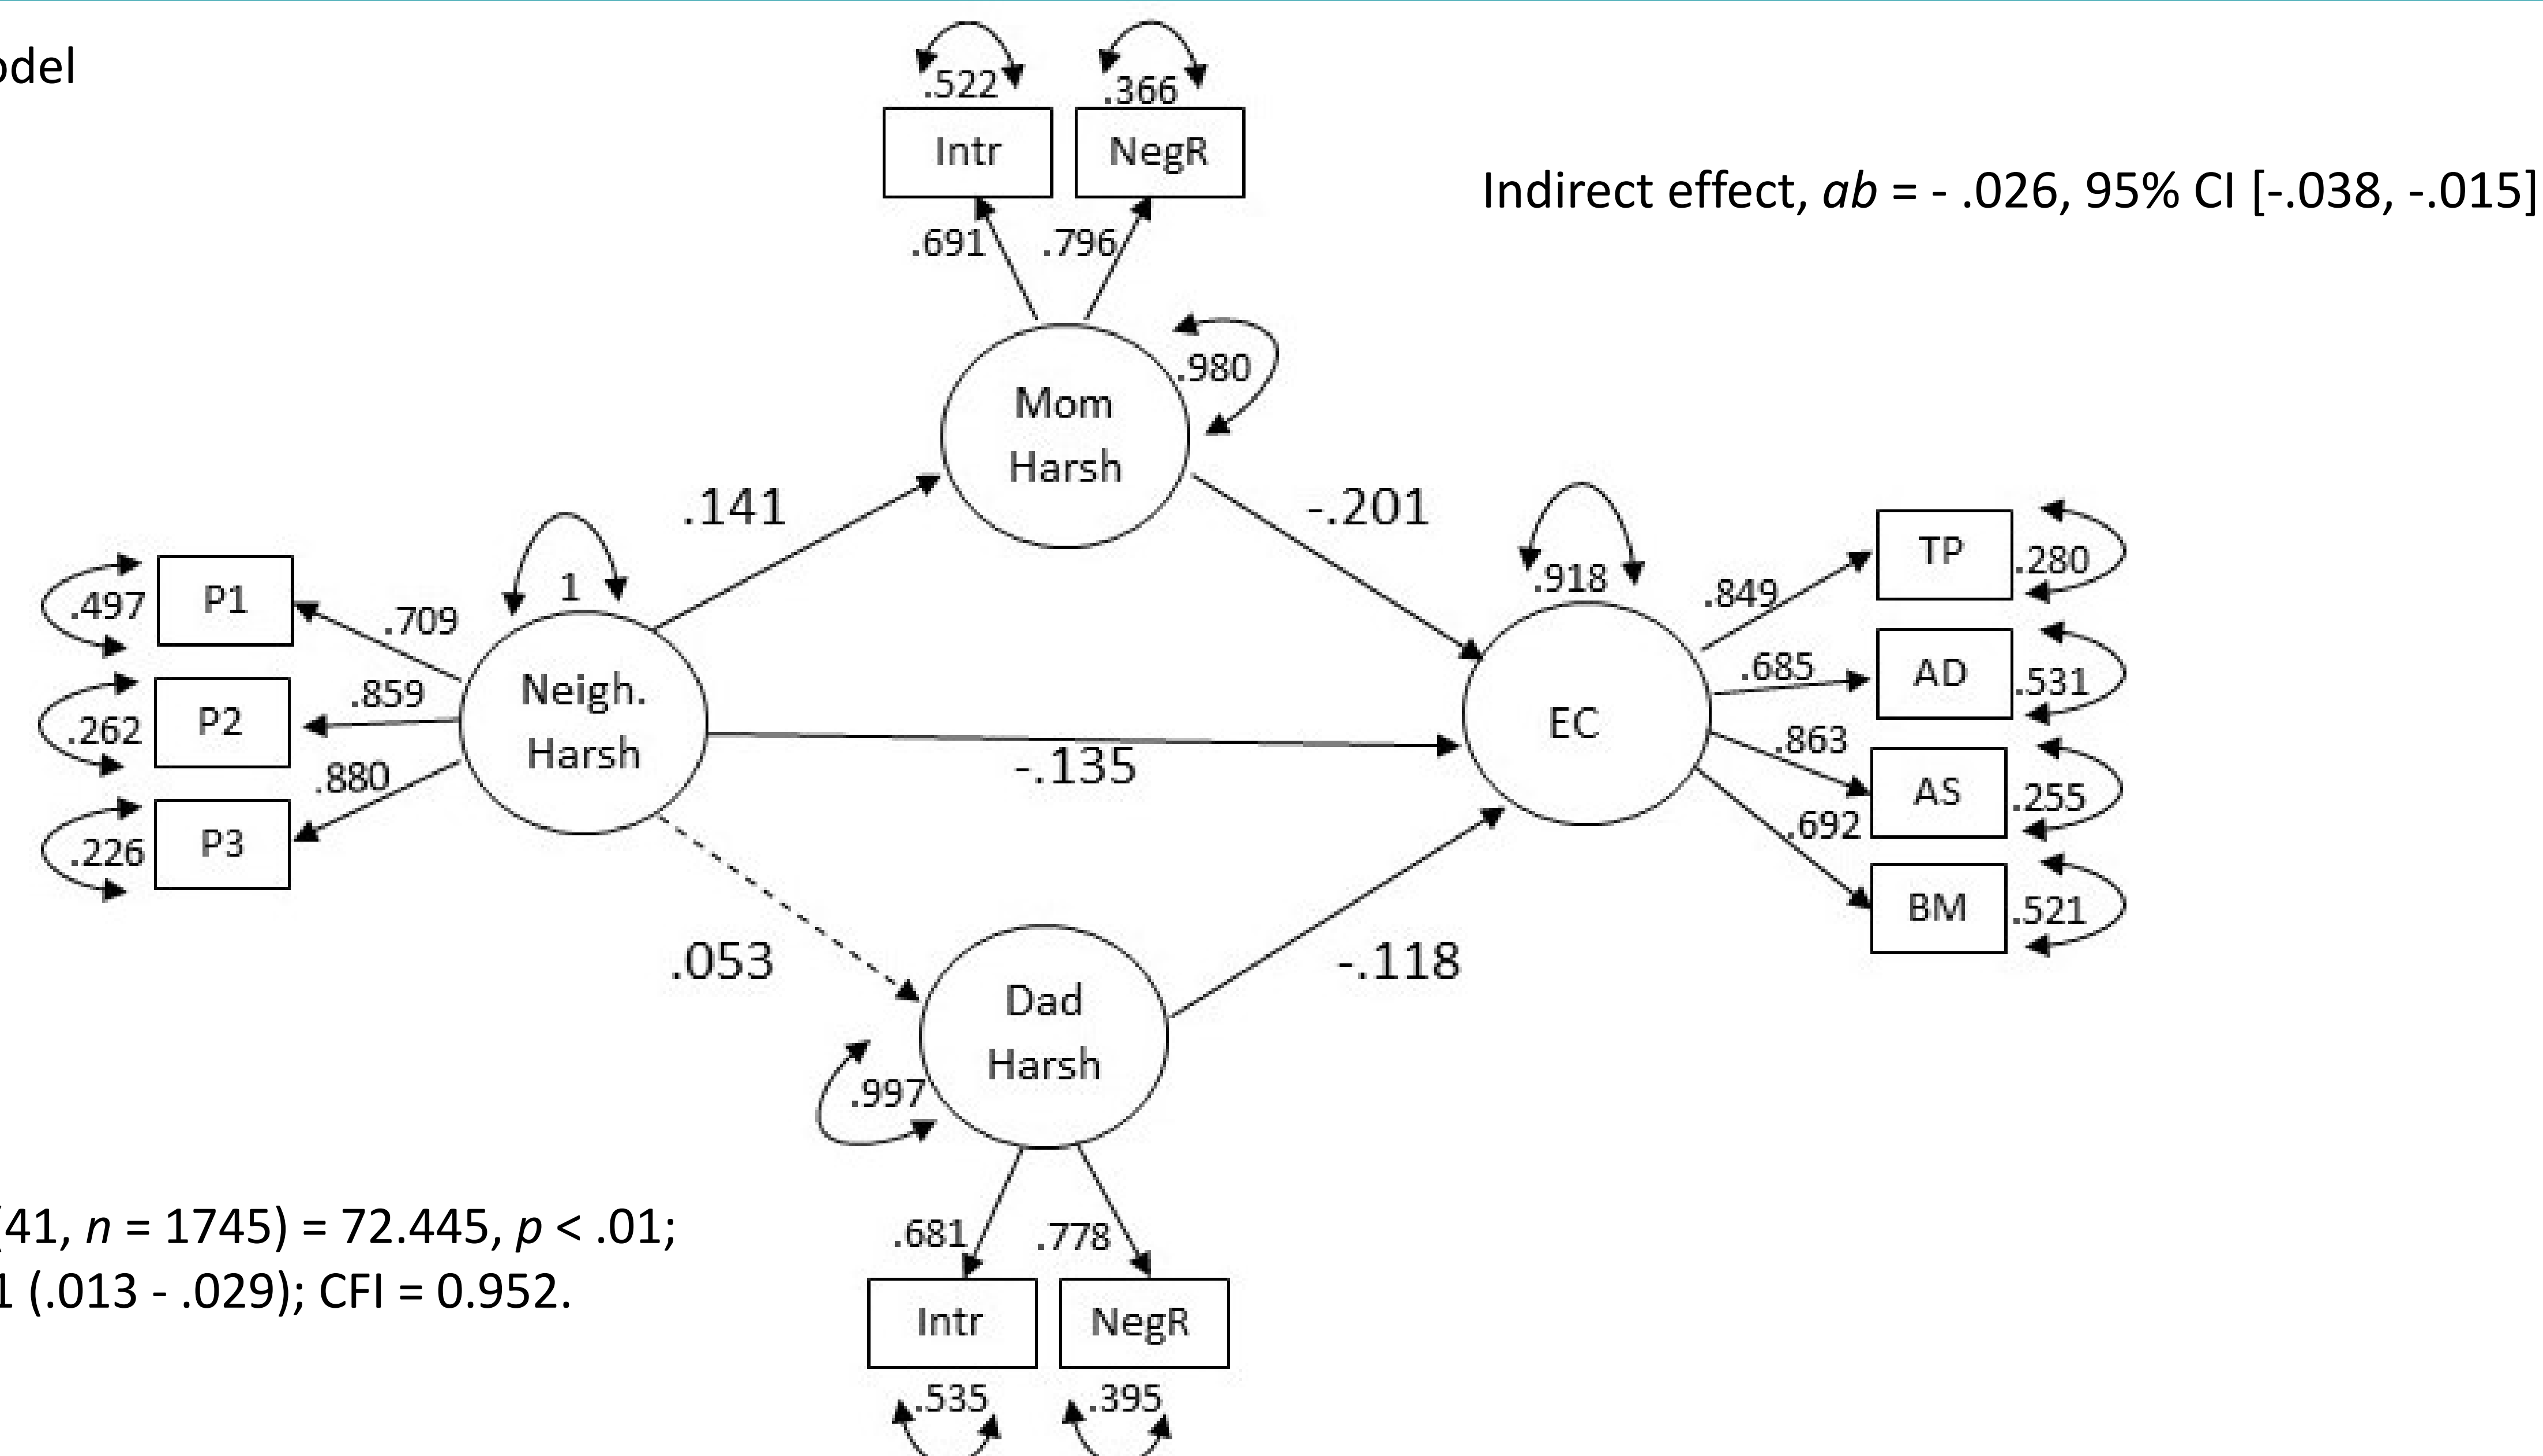 odel
.522 .366
Intr NegR
Indirect effect, ab = - .026, 95% CI [-.038, -.015]
.691 .796
.980
Mom
Harsh
.141 -.201
1
.918
TP .280
.849
.497 P1 .709
AD .531
.685
Neigh.
Harsh
.262 P2 .859
EC
-.135
.863
AS .255
.880
.226 P3
.692
BM .521
.053 -.118
Dad
Harsh
.997
(41, n = 1745) = 72.445, p < .01;
1 (.013 - .029); CFI = 0.952.
.681 .778
Intr NegR
.535 .395